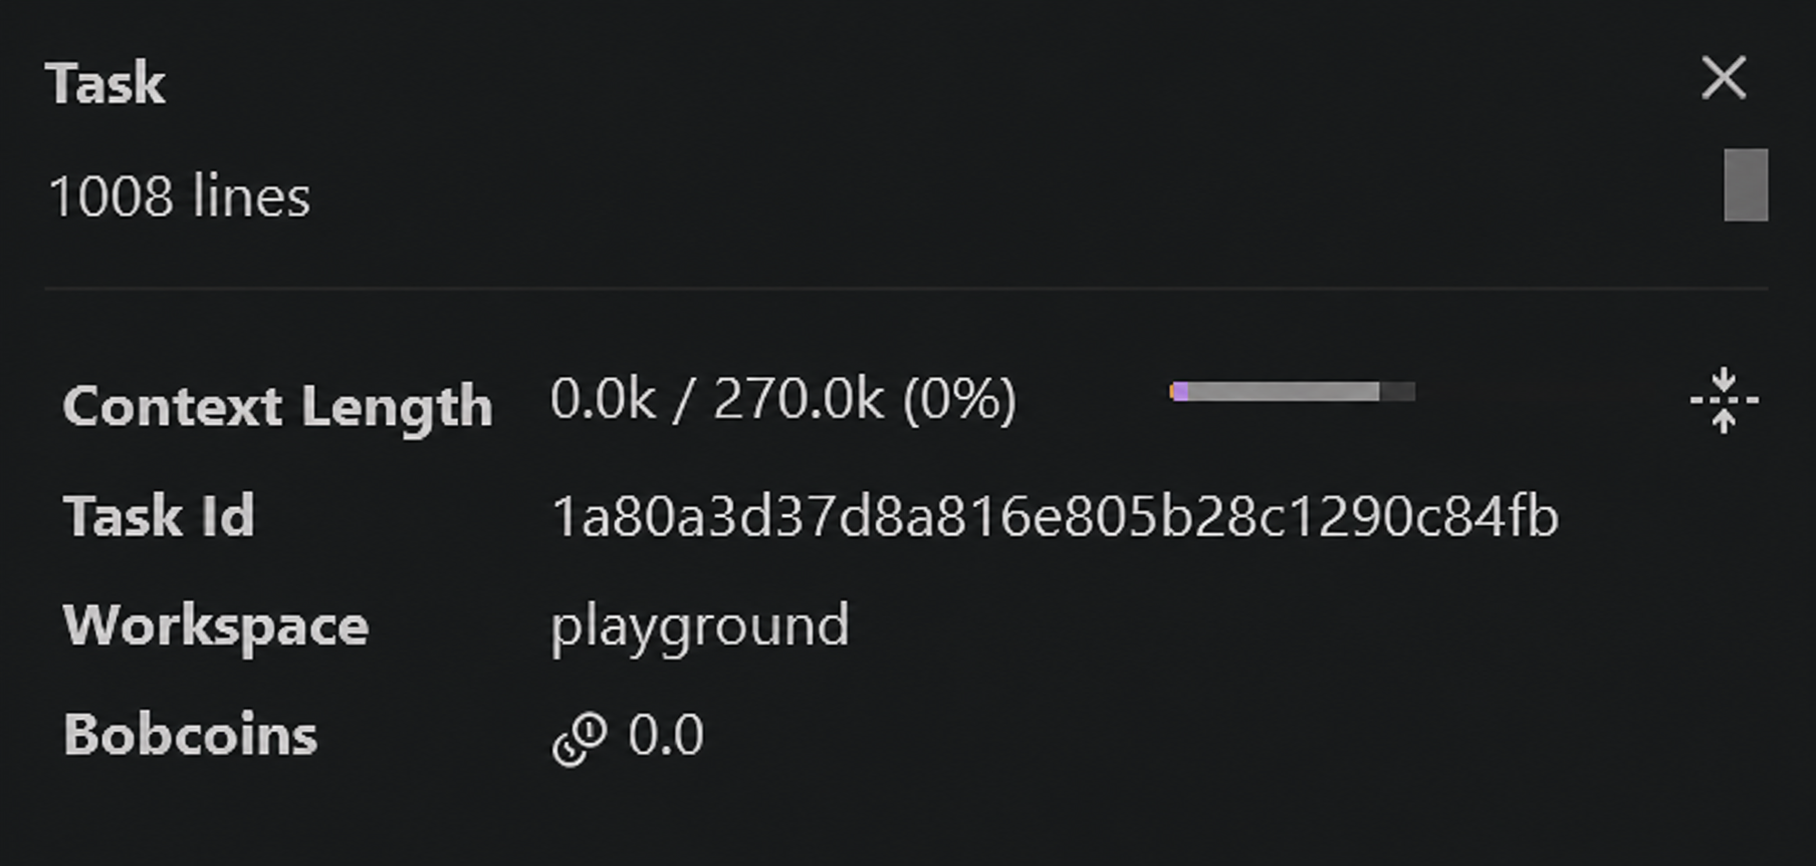 Task
1008 lines
Context Length 0.0k / 270.0k (0%)
Task Id 1a80a3d37d8a816e805b28c1290c84fb
Workspace playground
Bobcoins 0.0